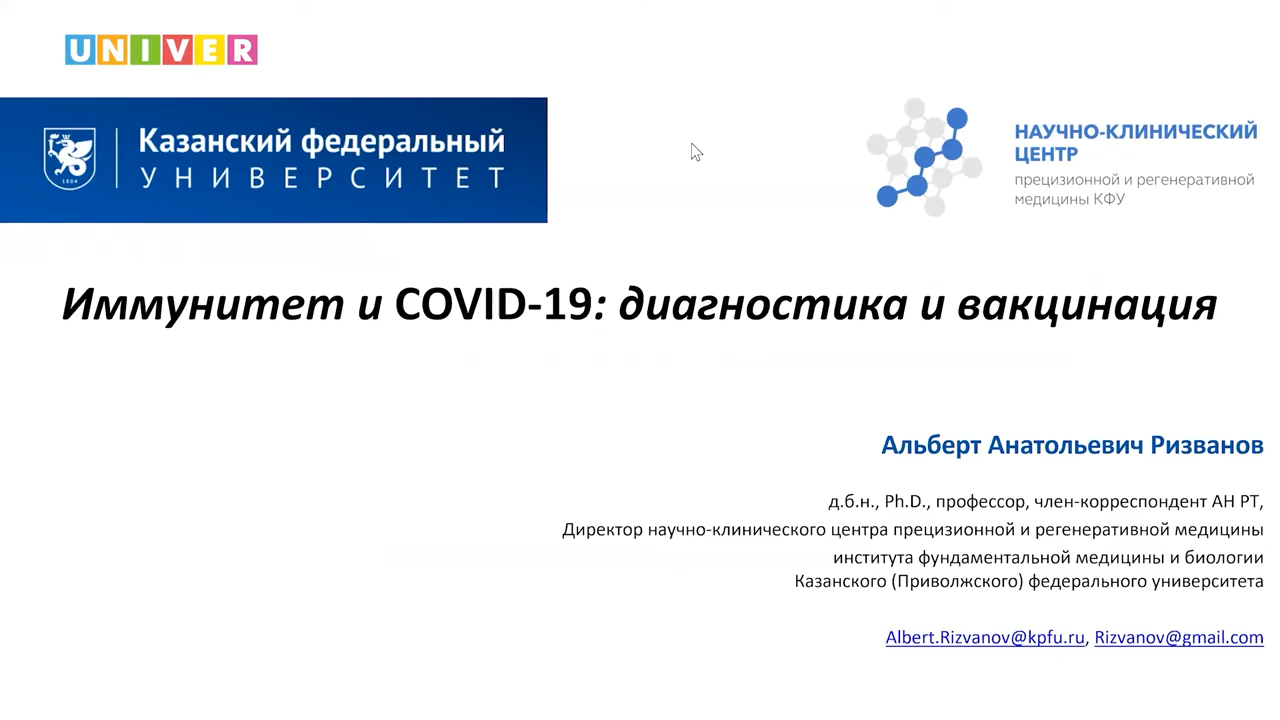 UNIVER
Казанский федеральный
УНИВЕРСИТЕТ
1804
НАУЧНО-КЛИНИЧЕСКИЙ
ЦЕНТР
прецизионной и регенеративной
медицины КФУ
Иммунитет и COVID-19: диагностика и вакцинация
Альберт Анатольевич Ризванов
д.б.н., Ph.D., профессор, член-корреспондент АН РТ,
Директор научно-клинического центра прецизионной и регенеративной медицины
института фундаментальной медицины и биологии
Казанского (Приволжского) федерального университета
Albert.Rizvanov@kpfu.ru, Rizvanov@gmail.com